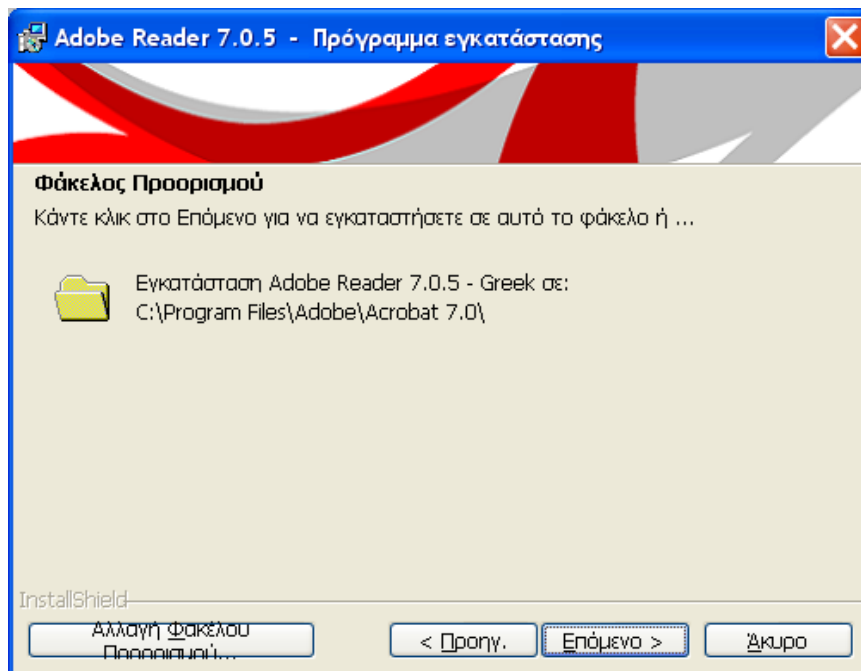 Adobe Reader 7.0.5 - Πρόγραμμα εγκατάστασης
Φάκελος Προορισμού
Κάντε κλικ στο Επόμενο για να εγκαταστήσετε σε αυτό το φάκελο ή ...
Εγκατάσταση Adobe Reader 7.0.5 - Greek σε:
C:\Program Files\Adobe\Acrobat 7.0\
InstallShield
Αλλαγή Φακέλου
Προορισμού...
< Προηγ.
Επόμενο >
Άκυρο